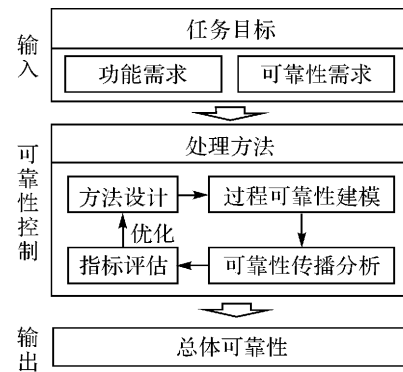 输入
任务目标
功能需求
可靠性需求
可靠性控制
处理方法
方法设计
过程可靠性建模
优化
指标评估
可靠性传播分析
输出
总体可靠性